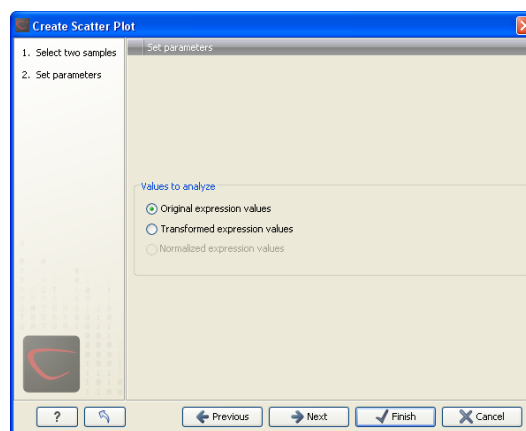 Create Scatter Plot
1. Select two samples
2. Set parameters
Set parameters
Values to analyze
Original expression values
Transformed expression values
Normalized expression values
?
Previous
Next
Finish
Cancel